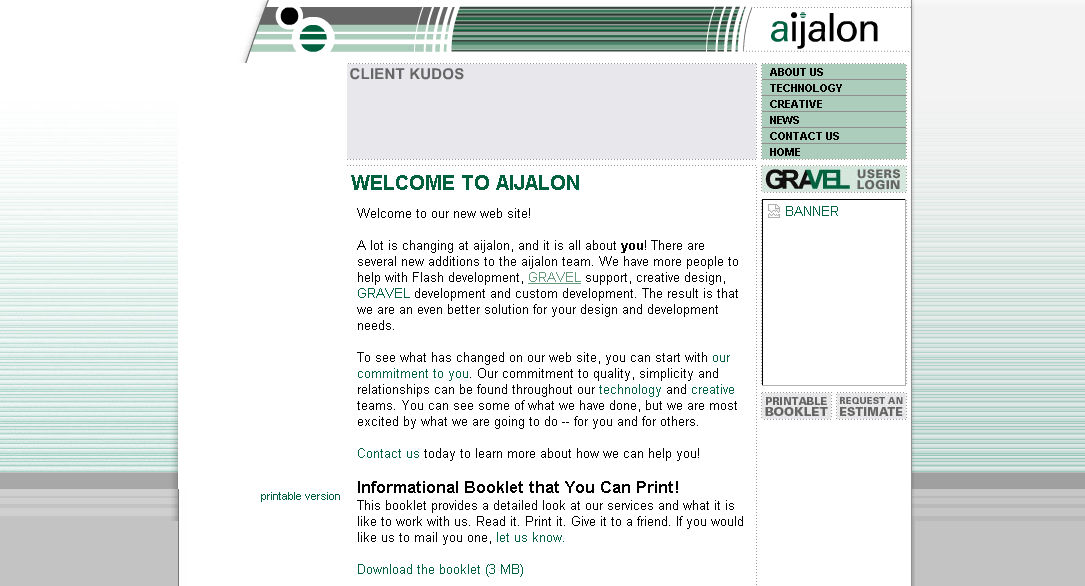 aijalon
CLIENT KUDOS
ABOUT US
TECHNOLOGY
CREATIVE
NEWS
CONTACT US
HOME
GRAVEL USERS LOGIN
BANNER
PRINTABLE BOOKLET
REQUEST AN ESTIMATE
WELCOME TO AIJALON
Welcome to our new web site!
A lot is changing at aijalon, and it is all about you! There are
several new additions to the aijalon team. We have more people to
help with Flash development, GRAVEL support, creative design,
GRAVEL development and custom development. The result is that
we are an even better solution for your design and development
needs.
To see what has changed on our web site, you can start with our
commitment to you. Our commitment to quality, simplicity and
relationships can be found throughout our technology and creative
teams. You can see some of what we have done, but we are most
excited by what we are going to do -- for you and for others.
Contact us today to learn more about how we can help you!
printable version
Informational Booklet that You Can Print!
This booklet provides a detailed look at our services and what it is
like to work with us. Read it. Print it. Give it to a friend. If you would
like us to mail you one, let us know.
Download the booklet (3 MB)